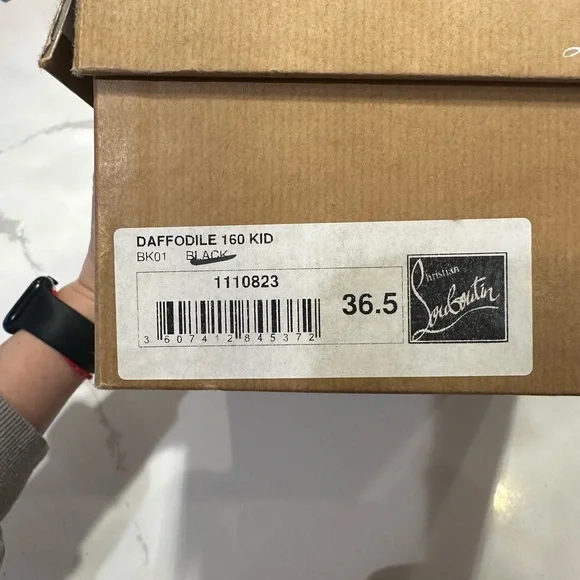 DAFFODILE 160 KID
BK01 BLACK
1110823
36.5
3 607412 845372
Christian
Louboutin